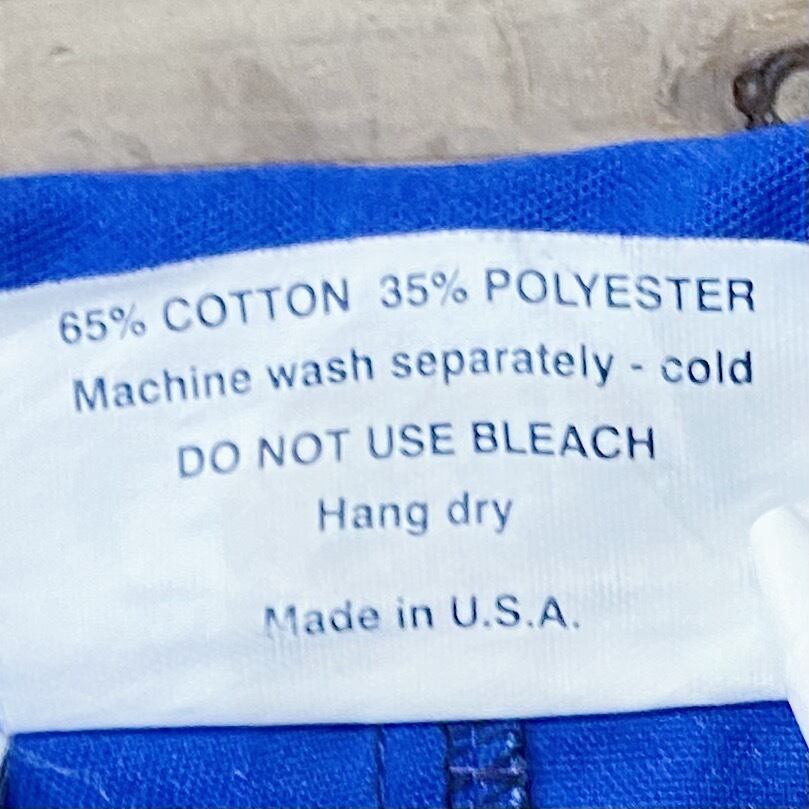 65% COTTON 35% POLYESTER
Machine wash separately - cold
DO NOT USE BLEACH
Hang dry
Made in U.S.A.